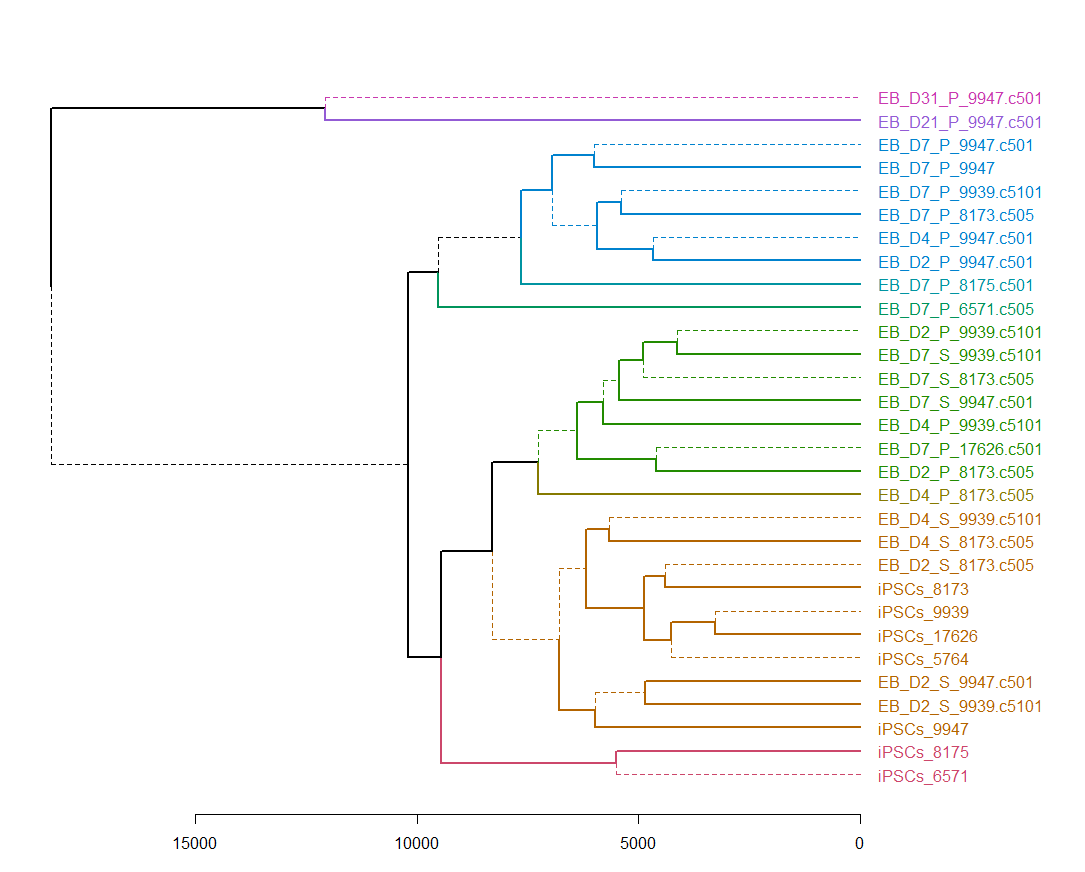 EB_D31_P_9947.c501
EB_D21_P_9947.c501
EB_D7_P_9947.c501
EB_D7_P_9947
EB_D7_P_9939.c5101
EB_D7_P_8173.c505
EB_D4_P_9947.c501
EB_D2_P_9947.c501
EB_D7_P_8175.c501
EB_D7_P_6571.c505
EB_D2_P_9939.c5101
EB_D7_S_9939.c5101
EB_D7_S_8173.c505
EB_D7_S_9947.c501
EB_D4_P_9939.c5101
EB_D7_P_17626.c501
EB_D2_P_8173.c505
EB_D4_P_8173.c505
EB_D4_S_9939.c5101
EB_D4_S_8173.c505
EB_D2_S_8173.c505
iPSCs_8173
iPSCs_9939
iPSCs_17626
iPSCs_5764
EB_D2_S_9947.c501
EB_D2_S_9939.c5101
iPSCs_9947
iPSCs_8175
iPSCs_6571
15000 10000 5000 0